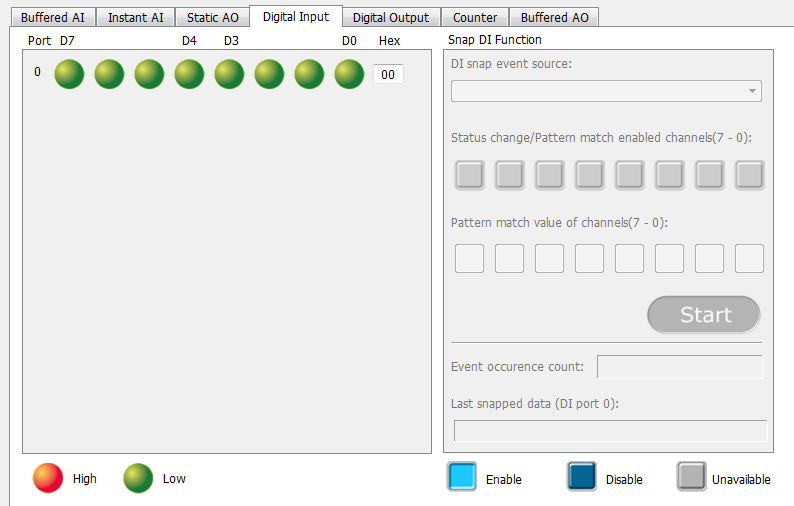 Buffered AI Instant AI Static AO Digital Input Digital Output Counter Buffered AO
Port D7 D4 D3 D0 Hex
0 00
Snap DI Function
DI snap event source:
Status change/Pattern match enabled channels(7 - 0):
Pattern match value of channels(7 - 0):
Start
Event occurence count:
Last snapped data (DI port 0):
High Low
Enable Disable Unavailable